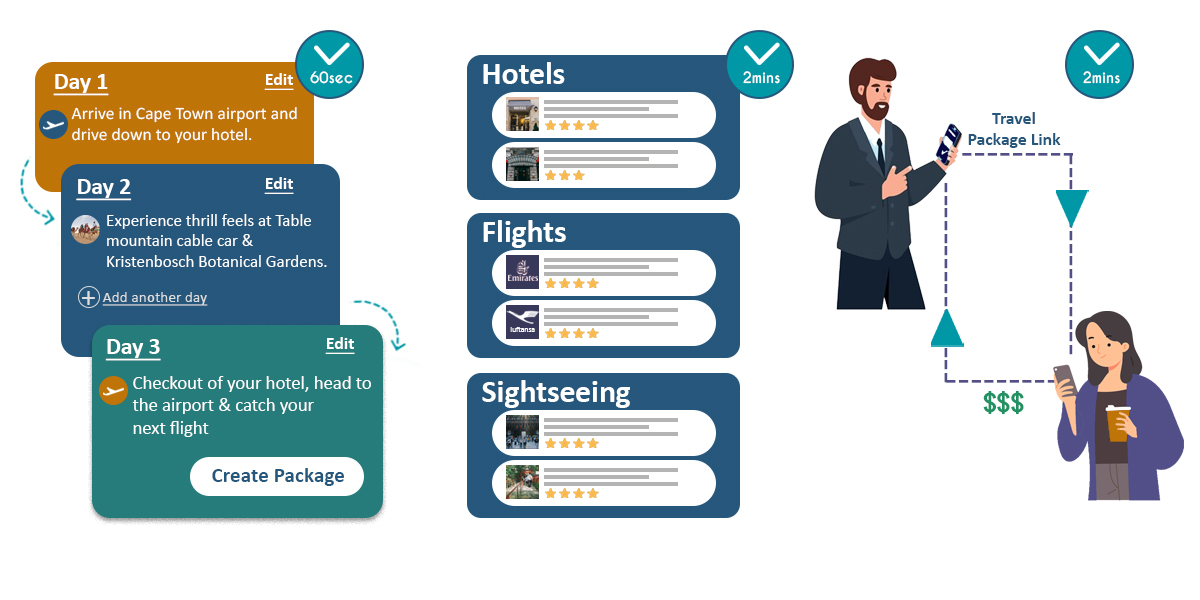 60sec
Day 1
Edit
Arrive in Cape Town airport and
drive down to your hotel.
Day 2
Edit
Experience thrill feels at Table
mountain cable car &
Kristenbosch Botanical Gardens.
Add another day
Day 3
Edit
Checkout of your hotel, head to
the airport & catch your
next flight
Create Package
2mins
Hotels
Flights
Emirates
luftansa
Sightseeing
2mins
Travel
Package Link
$$$